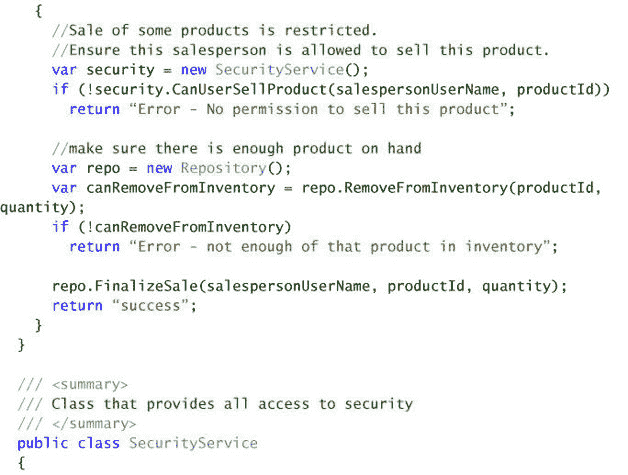 {
//Sale of some products is restricted.
//Ensure this salesperson is allowed to sell this product.
var security = new SecurityService();
if (!security.CanUserSellProduct(salespersonUserName, productId))
return “Error – No permission to sell this product”;
//make sure there is enough product on hand
var repo = new Repository();
var canRemoveFromInventory = repo.RemoveFromInventory(productId,
quantity);
if (!canRemoveFromInventory)
return “Error – not enough of that product in inventory”;
repo.FinalizeSale(salespersonUserName, productId, quantity);
return “success”;
}
}
/// <summary>
/// Class that provides all access to security
/// </summary>
public class SecurityService
{